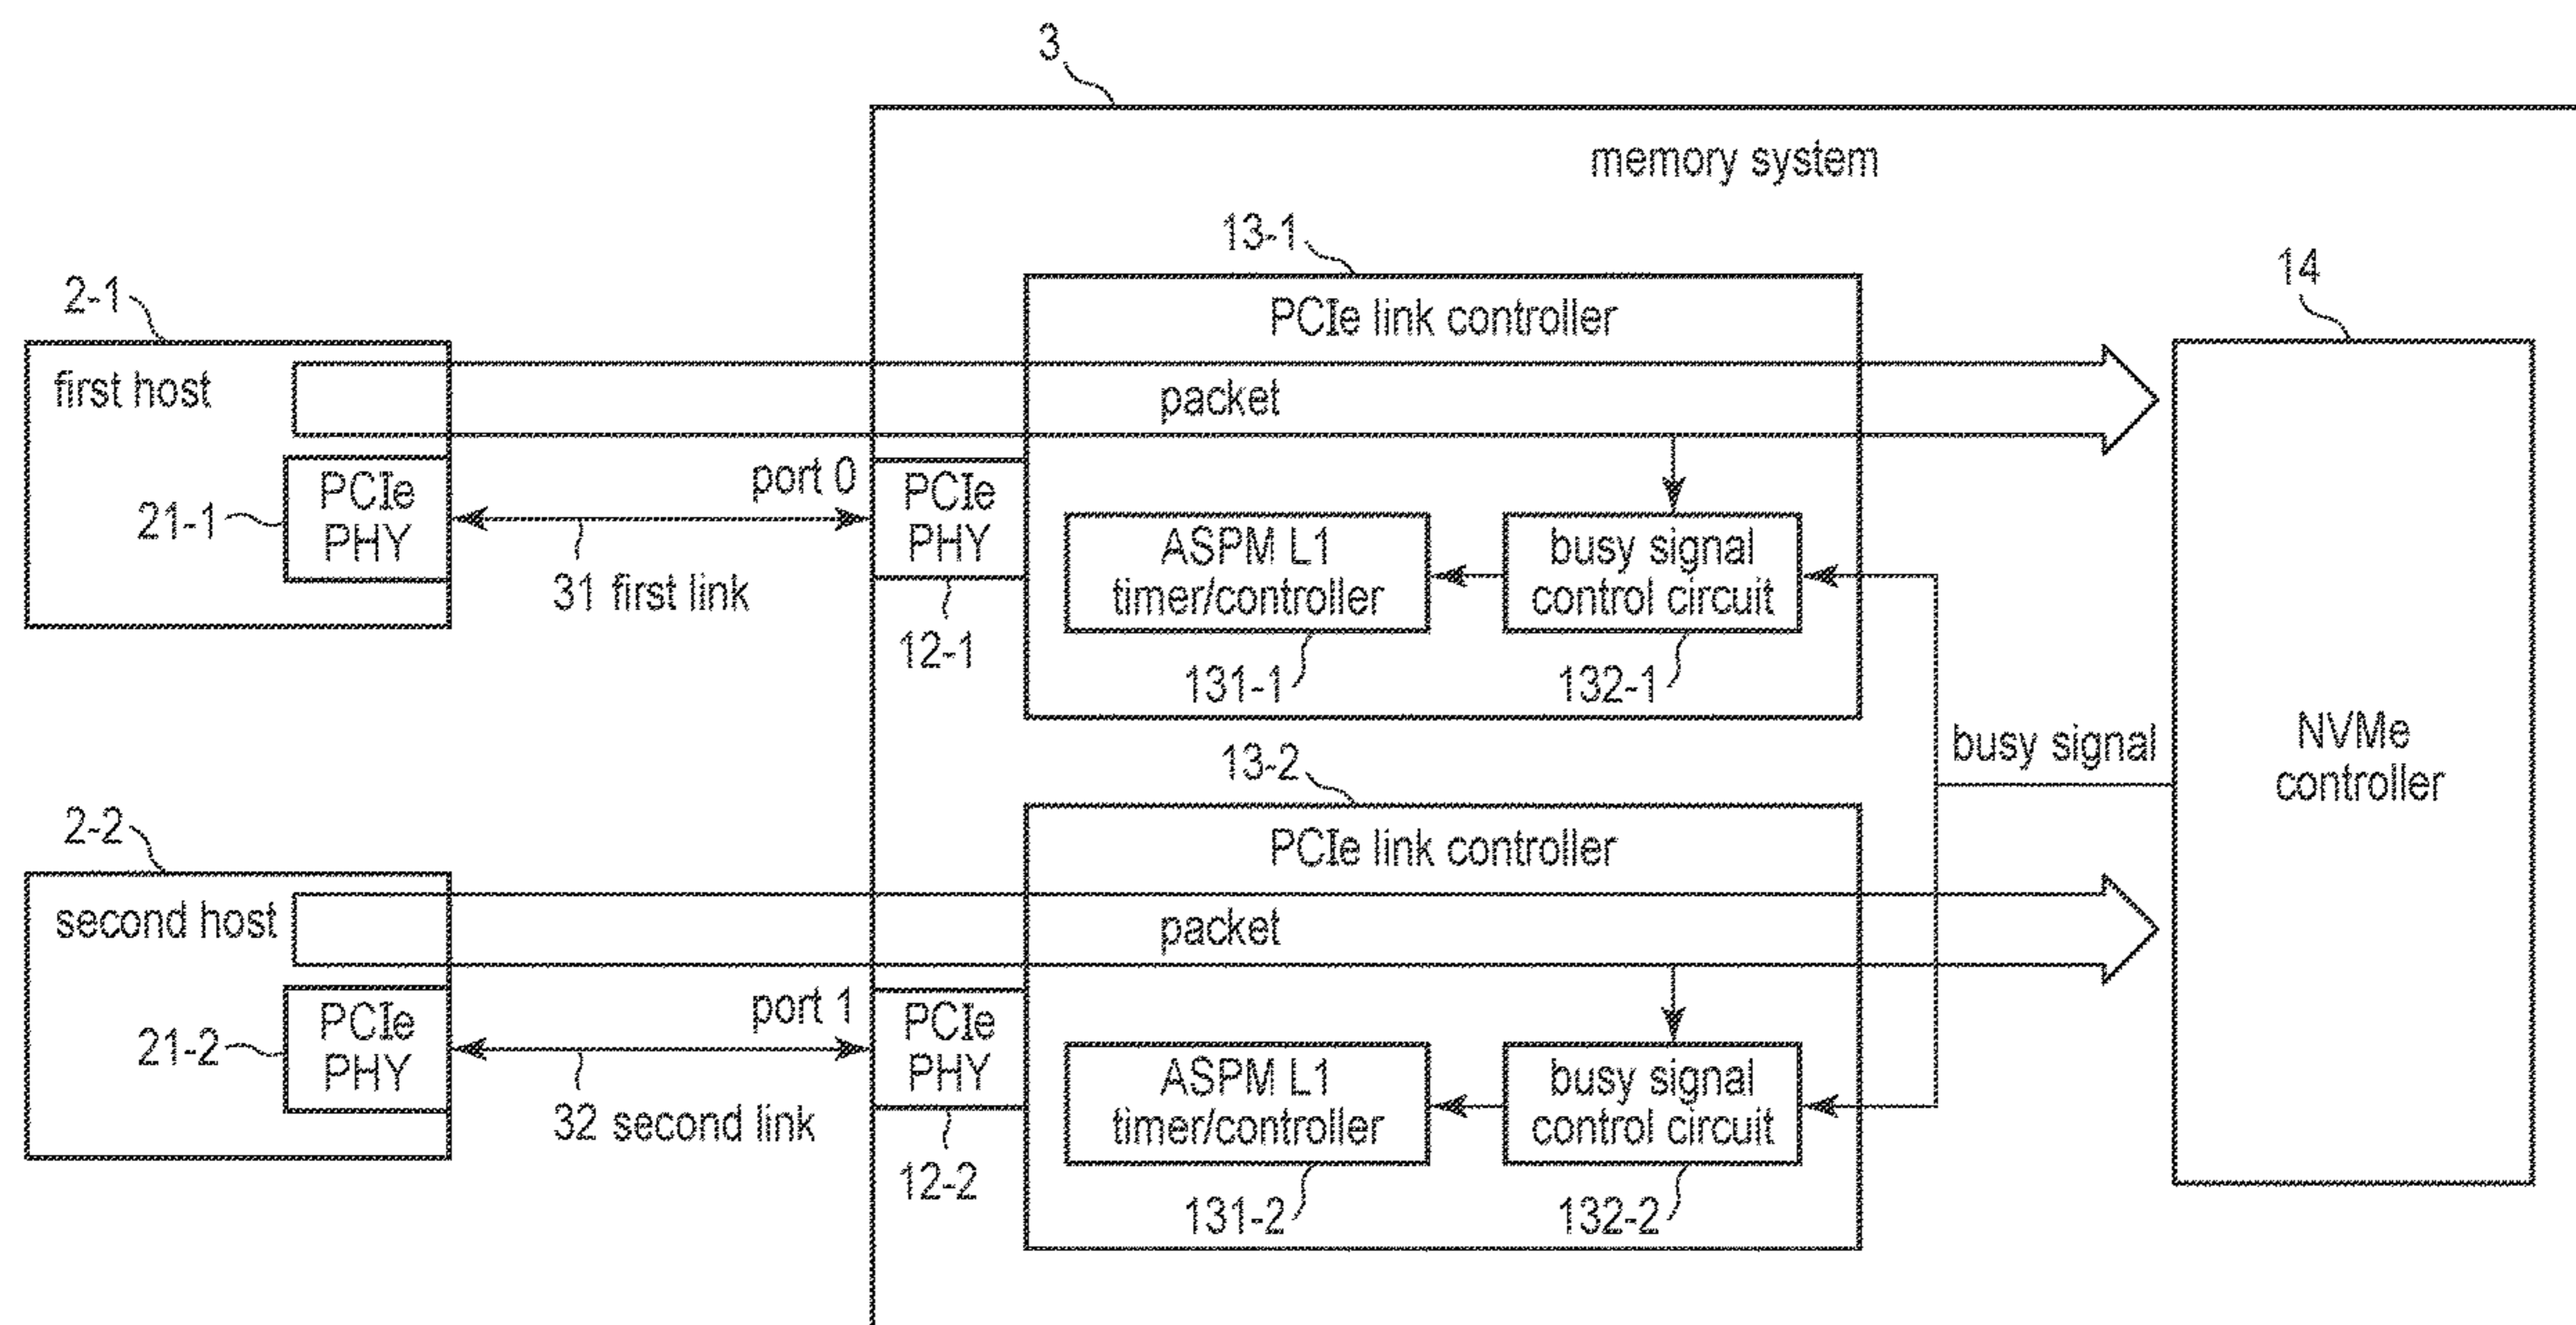 3
memory system
13-1
14
2-1
PCIe link controller
first host
packet
port 0
PCIe
PHY
21-1
PCIe
PHY
ASPM L1
timer/controller
busy signal
control circuit
31 first link
12-1
131-1
132-1
busy signal
NVMe
controller
13-2
2-2
PCIe link controller
second host
packet
port 1
PCIe
PHY
21-2
PCIe
PHY
ASPM L1
timer/controller
busy signal
control circuit
32 second link
12-2
131-2
132-2